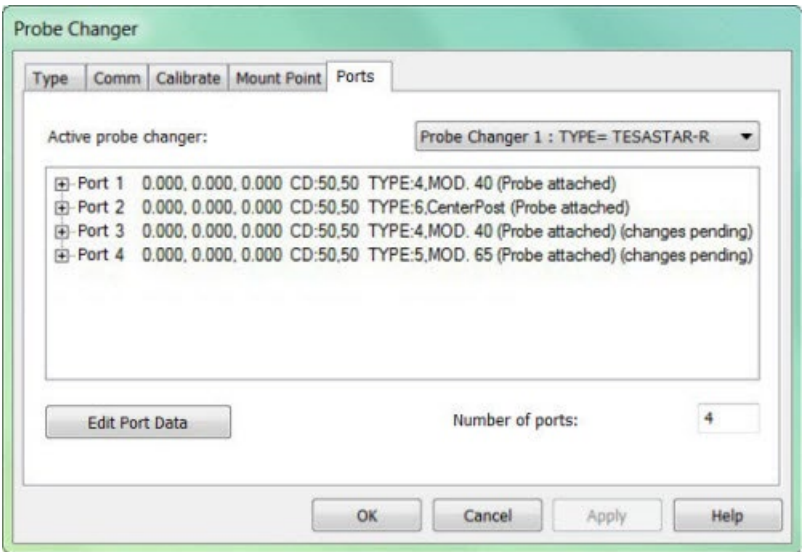 Probe Changer
Type Comm Calibrate Mount Point Ports
Active probe changer: Probe Changer 1 : TYPE= TESASTAR-R
Port 1 0.000, 0.000, 0.000 CD:50,50 TYPE:4,MOD. 40 (Probe attached)
Port 2 0.000, 0.000, 0.000 CD:50,50 TYPE:6,CenterPost (Probe attached)
Port 3 0.000, 0.000, 0.000 CD:50,50 TYPE:4,MOD. 40 (Probe attached) (changes pending)
Port 4 0.000, 0.000, 0.000 CD:50,50 TYPE:5,MOD. 65 (Probe attached) (changes pending)
Edit Port Data Number of ports: 4
OK Cancel Apply Help